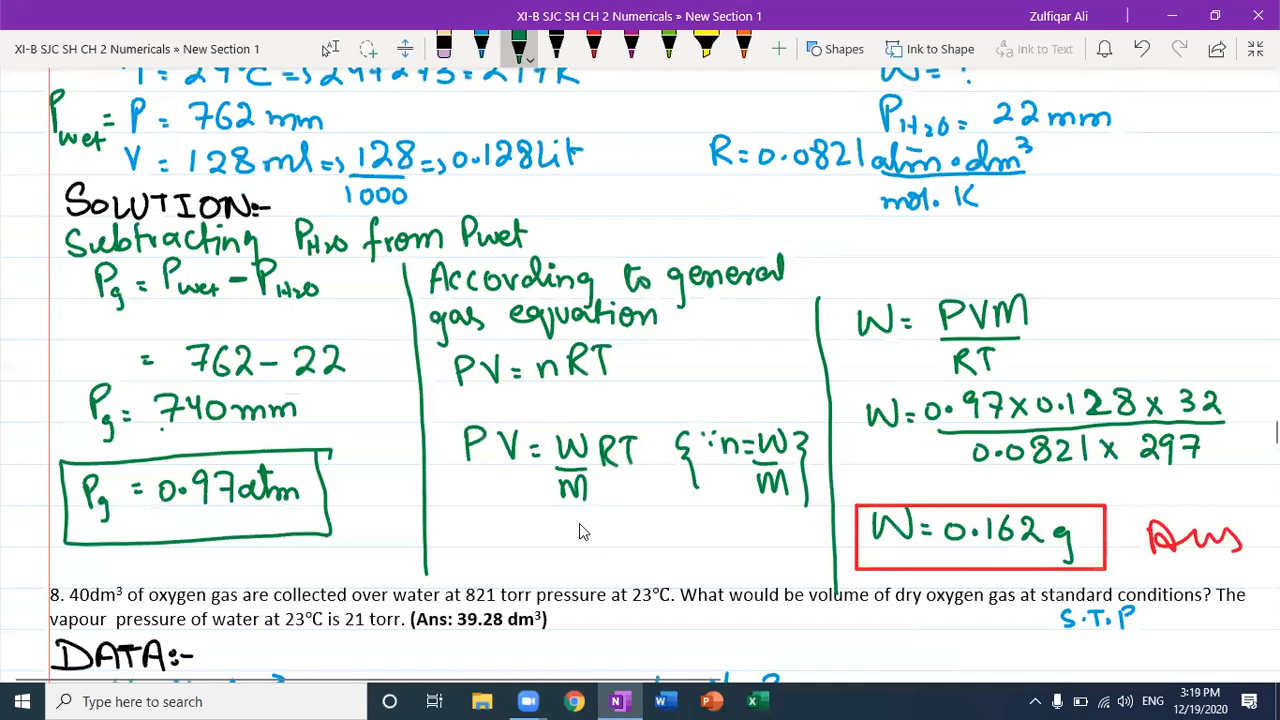 XI-B SJC SH CH 2 Numericals » New Section 1
Zulfiqar Ali
XI-B SJC SH CH 2 Numericals » New Section 1
Shapes
Ink to Shape
Ink to Text
W = ?
Pwet = P = 762 mm
PH2O = 22 mm
V = 128 ml => 128/1000 => 0.128 Lit
R = 0.0821 atm . dm³ / mol. K
SOLUTION:-
Subtracting PH2O from Pwet
Pg = Pwet - PH2O
= 762 - 22
Pg = 740 mm
Pg = 0.97 atm
According to general
gas equation
PV = nRT
PV = W/M RT { ∵ n = W/M }
W = PVM/RT
W = 0.97 x 0.128 x 32 / 0.0821 x 297
W = 0.162 g
Ans
8. 40dm³ of oxygen gas are collected over water at 821 torr pressure at 23°C. What would be volume of dry oxygen gas at standard conditions? The
vapour pressure of water at 23°C is 21 torr. (Ans: 39.28 dm³)
S.T.P
DATA:-
Type here to search
3:19 PM
12/19/2020